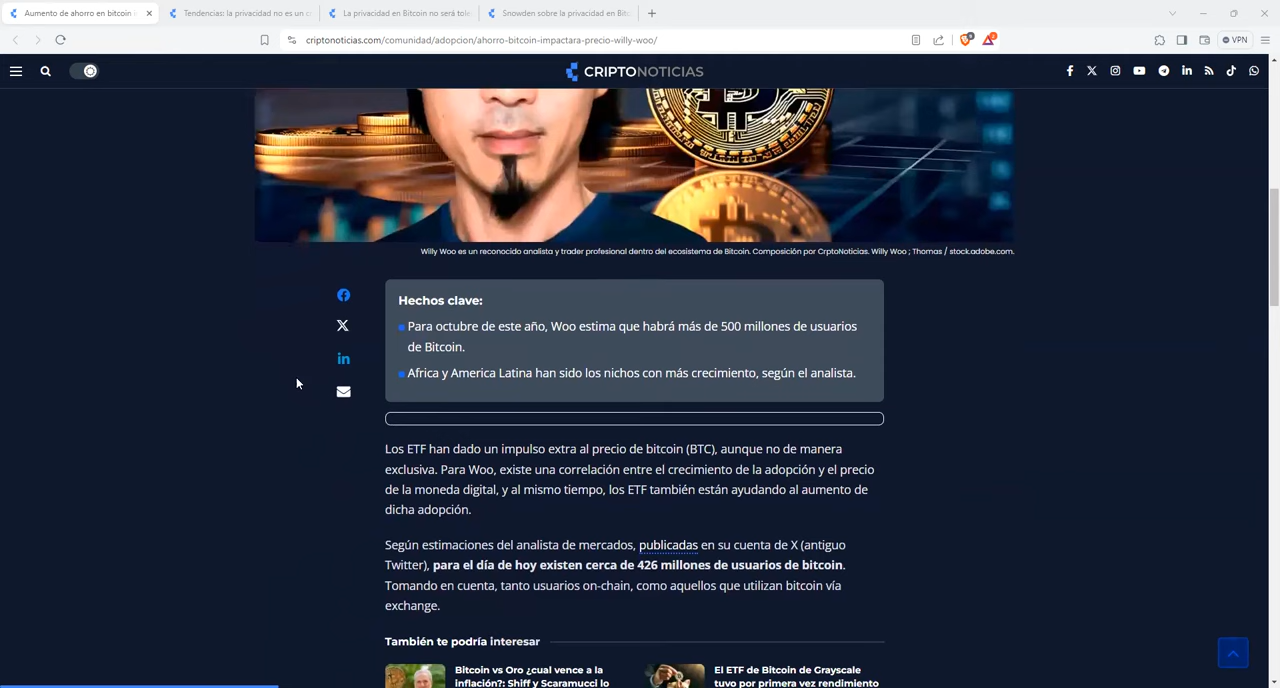 Aumento de ahorro en bitcoin i
Tendencias: la privacidad no es un c
La privacidad en Bitcoin no será tole
Snowden sobre la privacidad en Bitc
criptonoticias.com/comunidad/adopcion/ahorro-bitcoin-impactara-precio-willy-woo/
VPN
CRIPTONOTICIAS
Willy Woo es un reconocido analista y trader profesional dentro del ecosistema de Bitcoin. Composición por CrptoNoticias. Willy Woo ; Thomas / stock.adobe.com.
Hechos clave:
Para octubre de este año, Woo estima que habrá más de 500 millones de usuarios
de Bitcoin.
Africa y America Latina han sido los nichos con más crecimiento, según el analista.
Los ETF han dado un impulso extra al precio de bitcoin (BTC), aunque no de manera
exclusiva. Para Woo, existe una correlación entre el crecimiento de la adopción y el precio
de la moneda digital, y al mismo tiempo, los ETF también están ayudando al aumento de
dicha adopción.
Según estimaciones del analista de mercados, publicadas en su cuenta de X (antiguo
Twitter), para el día de hoy existen cerca de 426 millones de usuarios de bitcoin.
Tomando en cuenta, tanto usuarios on-chain, como aquellos que utilizan bitcoin vía
exchange.
También te podría interesar
Bitcoin vs Oro ¿cual vence a la
inflación?: Shiff y Scaramucci lo
El ETF de Bitcoin de Grayscale
tuvo por primera vez rendimiento